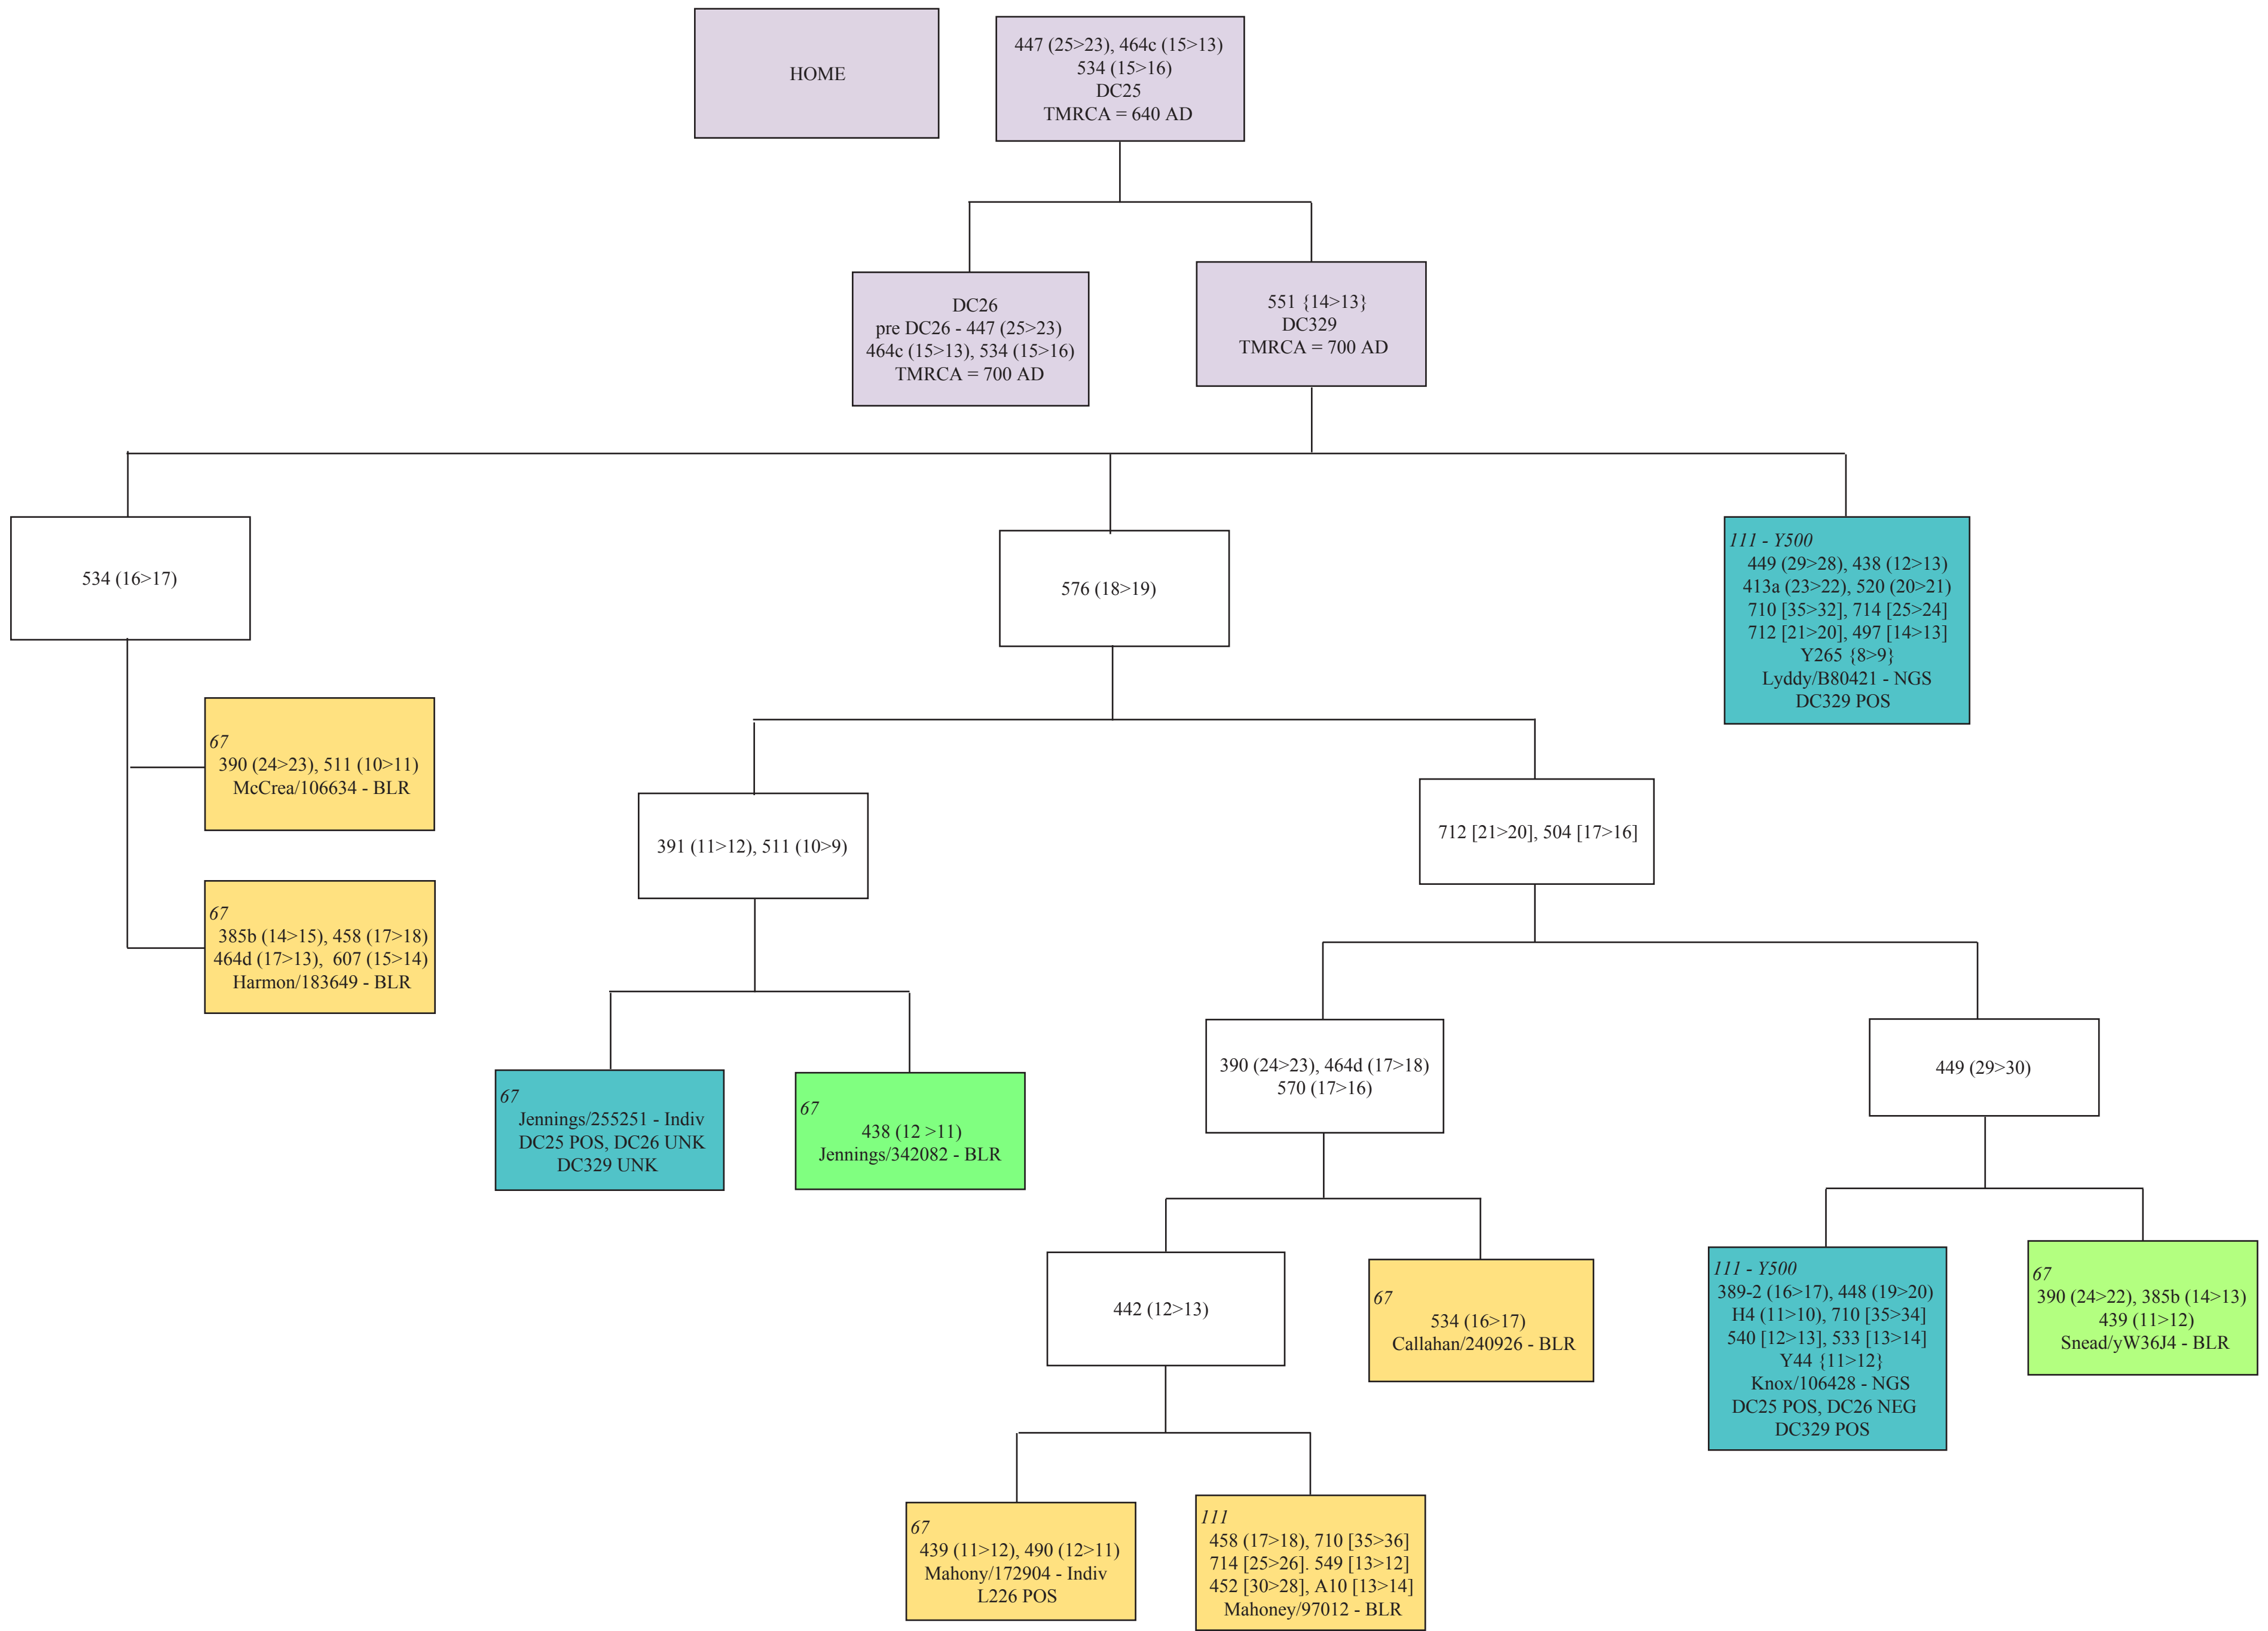 HOME
447 (25>23), 464c (15>13)
534 (15>16)
DC25
TMRCA = 640 AD
DC26
pre DC26 - 447 (25>23)
464c (15>13), 534 (15>16)
TMRCA = 700 AD
551 {14>13}
DC329
TMRCA = 700 AD
534 (16>17)
576 (18>19)
111 - Y500
449 (29>28), 438 (12>13)
413a (23>22), 520 (20>21)
710 [35>32], 714 [25>24]
712 [21>20], 497 [14>13]
Y265 {8>9}
Lyddy/B80421 - NGS
DC329 POS
67
390 (24>23), 511 (10>11)
McCrea/106634 - BLR
67
385b (14>15), 458 (17>18)
464d (17>13),  607 (15>14)
Harmon/183649 - BLR
391 (11>12), 511 (10>9)
712 [21>20], 504 [17>16]
67
Jennings/255251 - Indiv
DC25 POS, DC26 UNK
DC329 UNK
67
438 (12 >11)
Jennings/342082 - BLR
390 (24>23), 464d (17>18)
570 (17>16)
449 (29>30)
442 (12>13)
67
534 (16>17)
Callahan/240926 - BLR
111 - Y500
389-2 (16>17), 448 (19>20)
H4 (11>10), 710 [35>34]
540 [12>13], 533 [13>14]
Y44 {11>12}
Knox/106428 - NGS
DC25 POS, DC26 NEG
DC329 POS
67
390 (24>22), 385b (14>13)
439 (11>12)
Snead/yW36J4 - BLR
67
439 (11>12), 490 (12>11)
Mahony/172904 - Indiv
L226 POS
111
458 (17>18), 710 [35>36]
714 [25>26]. 549 [13>12]
452 [30>28], A10 [13>14]
Mahoney/97012 - BLR